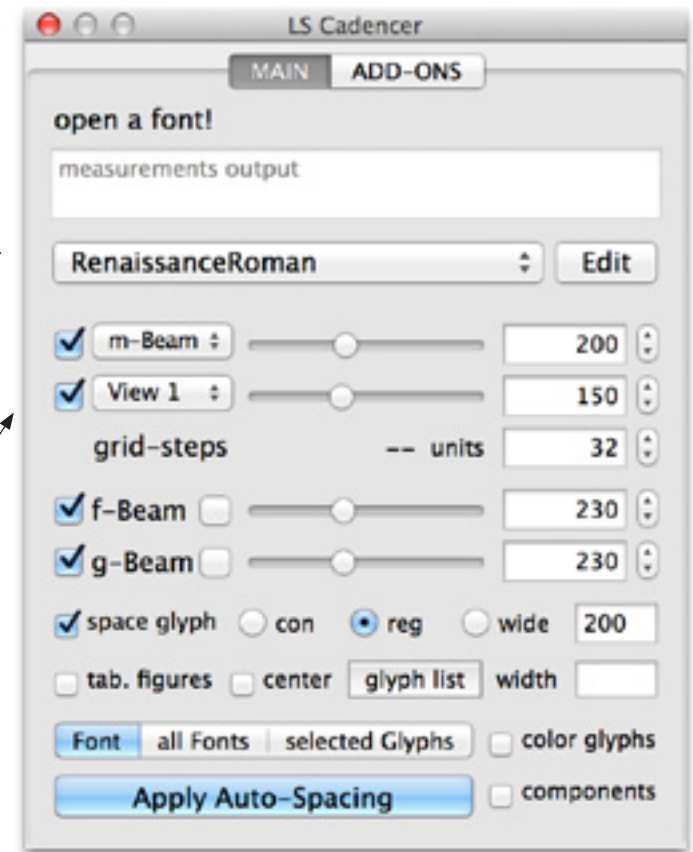 LS Cadencer
MAIN ADD-ONS
open a font!
measurements output
RenaissanceRoman Edit
m-Beam 200
View 1 150
grid-steps -- units 32
f-Beam 230
g-Beam 230
space glyph con reg wide 200
tab. figures center glyph list width
Font all Fonts selected Glyphs color glyphs
Apply Auto-Spacing components